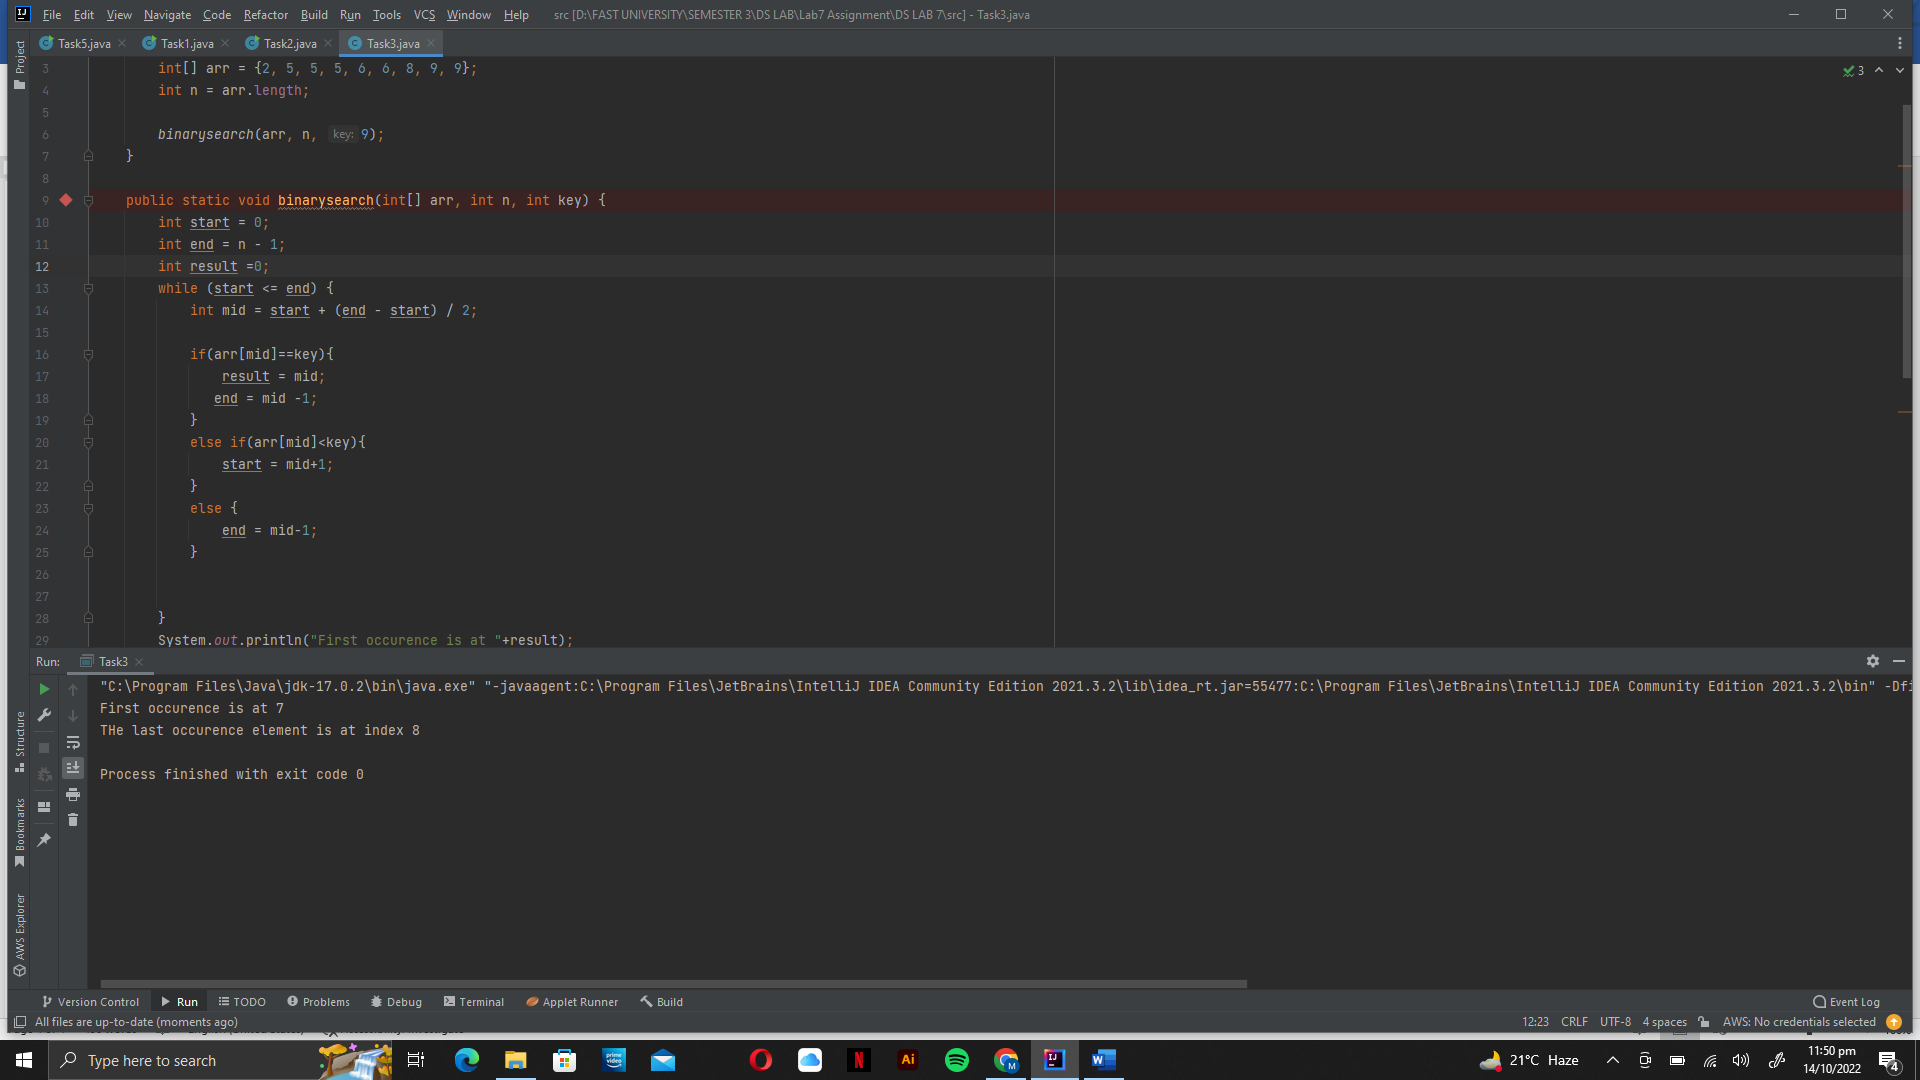 File Edit View Navigate Code Refactor Build Run Tools VCS Window Help src [D:\FAST UNIVERSITY\SEMESTER 3\DS LAB\Lab7 Assignment\DS LAB 7\src] - Task3.java
Task5.java Task1.java Task2.java Task3.java
Project
3 int[] arr = {2, 5, 5, 5, 6, 6, 8, 9, 9};
3
4 int n = arr.length;
5
6 binarysearch(arr, n, key: 9);
7 }
8
9 public static void binarysearch(int[] arr, int n, int key) {
10 int start = 0;
11 int end = n - 1;
12 int result =0;
13 while (start <= end) {
14 int mid = start + (end - start) / 2;
15
16 if(arr[mid]==key){
17 result = mid;
18 end = mid -1;
19 }
20 else if(arr[mid]<key){
21 start = mid+1;
22 }
23 else {
24 end = mid-1;
25 }
26
27
28 }
29 System.out.println("First occurence is at "+result);
Run: Task3
"C:\Program Files\Java\jdk-17.0.2\bin\java.exe" "-javaagent:C:\Program Files\JetBrains\IntelliJ IDEA Community Edition 2021.3.2\lib\idea_rt.jar=55477:C:\Program Files\JetBrains\IntelliJ IDEA Community Edition 2021.3.2\bin" -Dfi
First occurence is at 7
THe last occurence element is at index 8
Process finished with exit code 0
Structure
Bookmarks
AWS Explorer
Version Control Run TODO Problems Debug Terminal Applet Runner Build Event Log
All files are up-to-date (moments ago) 12:23 CRLF UTF-8 4 spaces AWS: No credentials selected
Type here to search
prime video
N
Ai
M
IJ
W
21°C Haze
11:50 pm
14/10/2022
4